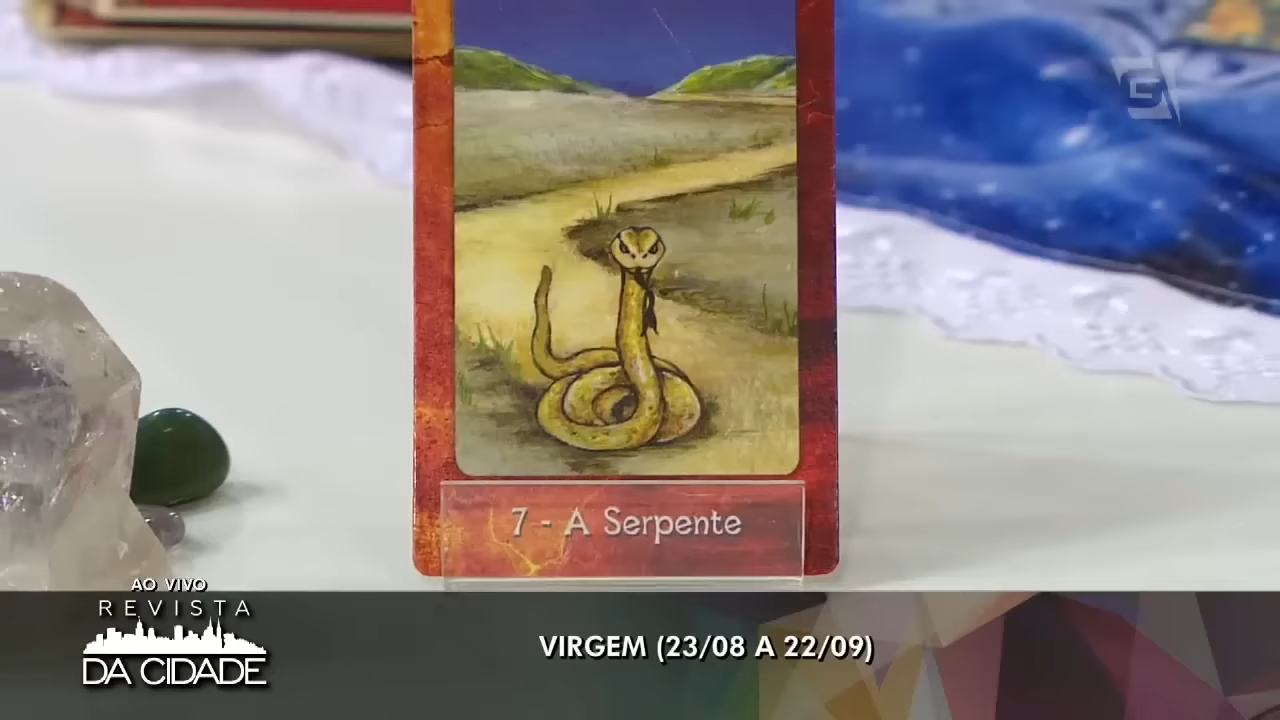 7 - A Serpente
AO VIVO
REVISTA
DA CIDADE
VIRGEM (23/08 A 22/09)